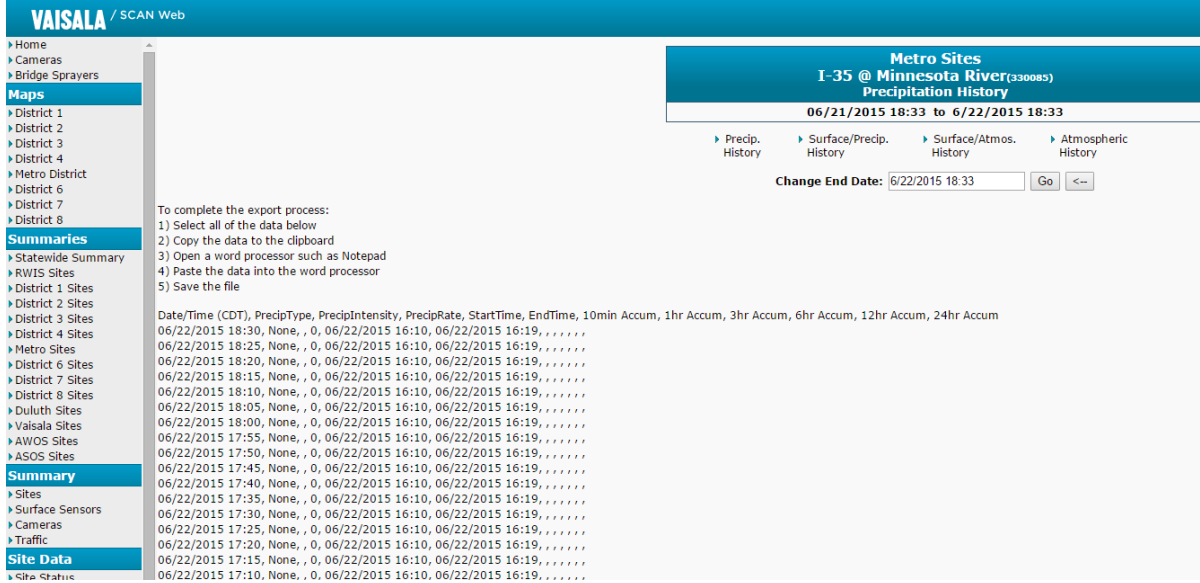 VAISALA / SCAN Web
Home
Cameras
Bridge Sprayers
Maps
District 1
District 2
District 3
District 4
Metro District
District 6
District 7
District 8
Summaries
Statewide Summary
RWIS Sites
District 1 Sites
District 2 Sites
District 3 Sites
District 4 Sites
Metro Sites
District 6 Sites
District 7 Sites
District 8 Sites
Duluth Sites
Vaisala Sites
AWOS Sites
ASOS Sites
Summary
Sites
Surface Sensors
Cameras
Traffic
Site Data
Site Status
Metro Sites
I-35 @ Minnesota River(330085)
Precipitation History
06/21/2015 18:33 to 6/22/2015 18:33
Precip. History
Surface/Precip. History
Surface/Atmos. History
Atmospheric History
Change End Date: 6/22/2015 18:33 Go <--
To complete the export process:
1) Select all of the data below
2) Copy the data to the clipboard
3) Open a word processor such as Notepad
4) Paste the data into the word processor
5) Save the file
Date/Time (CDT), PrecipType, PrecipIntensity, PrecipRate, StartTime, EndTime, 10min Accum, 1hr Accum, 3hr Accum, 6hr Accum, 12hr Accum, 24hr Accum
06/22/2015 18:30, None, , 0, 06/22/2015 16:10, 06/22/2015 16:19, , , , , , ,
06/22/2015 18:25, None, , 0, 06/22/2015 16:10, 06/22/2015 16:19, , , , , , ,
06/22/2015 18:20, None, , 0, 06/22/2015 16:10, 06/22/2015 16:19, , , , , , ,
06/22/2015 18:15, None, , 0, 06/22/2015 16:10, 06/22/2015 16:19, , , , , , ,
06/22/2015 18:10, None, , 0, 06/22/2015 16:10, 06/22/2015 16:19, , , , , , ,
06/22/2015 18:05, None, , 0, 06/22/2015 16:10, 06/22/2015 16:19, , , , , , ,
06/22/2015 18:00, None, , 0, 06/22/2015 16:10, 06/22/2015 16:19, , , , , , ,
06/22/2015 17:55, None, , 0, 06/22/2015 16:10, 06/22/2015 16:19, , , , , , ,
06/22/2015 17:50, None, , 0, 06/22/2015 16:10, 06/22/2015 16:19, , , , , , ,
06/22/2015 17:45, None, , 0, 06/22/2015 16:10, 06/22/2015 16:19, , , , , , ,
06/22/2015 17:40, None, , 0, 06/22/2015 16:10, 06/22/2015 16:19, , , , , , ,
06/22/2015 17:35, None, , 0, 06/22/2015 16:10, 06/22/2015 16:19, , , , , , ,
06/22/2015 17:30, None, , 0, 06/22/2015 16:10, 06/22/2015 16:19, , , , , , ,
06/22/2015 17:25, None, , 0, 06/22/2015 16:10, 06/22/2015 16:19, , , , , , ,
06/22/2015 17:20, None, , 0, 06/22/2015 16:10, 06/22/2015 16:19, , , , , , ,
06/22/2015 17:15, None, , 0, 06/22/2015 16:10, 06/22/2015 16:19, , , , , , ,
06/22/2015 17:10, None, , 0, 06/22/2015 16:10, 06/22/2015 16:19, , , , , , ,